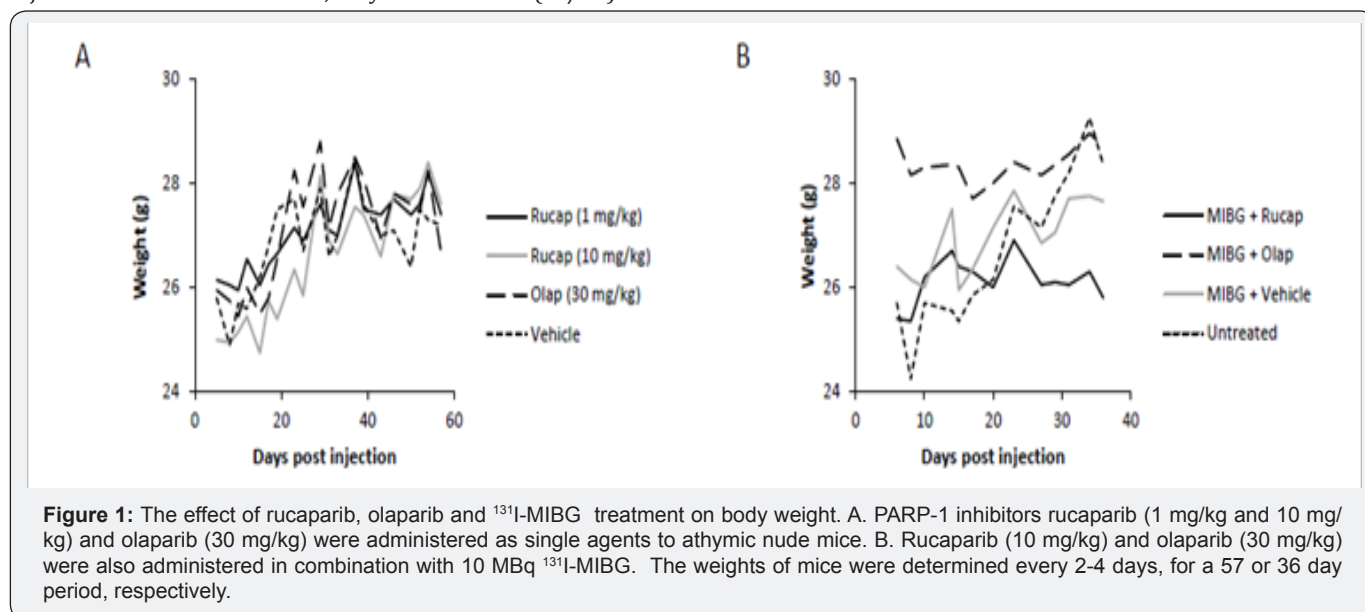 A
30
28
26
24
Weight (g)
0
20
40
60
Days post injection
Rucap (1 mg/kg)
Rucap (10 mg/kg)
Olap (30 mg/kg)
Vehicle
B
30
28
26
24
Weight (g)
0
10
20
30
40
Days post injection
MIBG + Rucap
MIBG + Olap
MIBG + Vehicle
Untreated
Figure 1: The effect of rucaparib, olaparib and ¹³¹I-MIBG treatment on body weight. A. PARP-1 inhibitors rucaparib (1 mg/kg and 10 mg/
kg) and olaparib (30 mg/kg) were administered as single agents to athymic nude mice. B. Rucaparib (10 mg/kg) and olaparib (30 mg/kg)
were also administered in combination with 10 MBq ¹³¹I-MIBG. The weights of mice were determined every 2-4 days, for a 57 or 36 day
period, respectively.